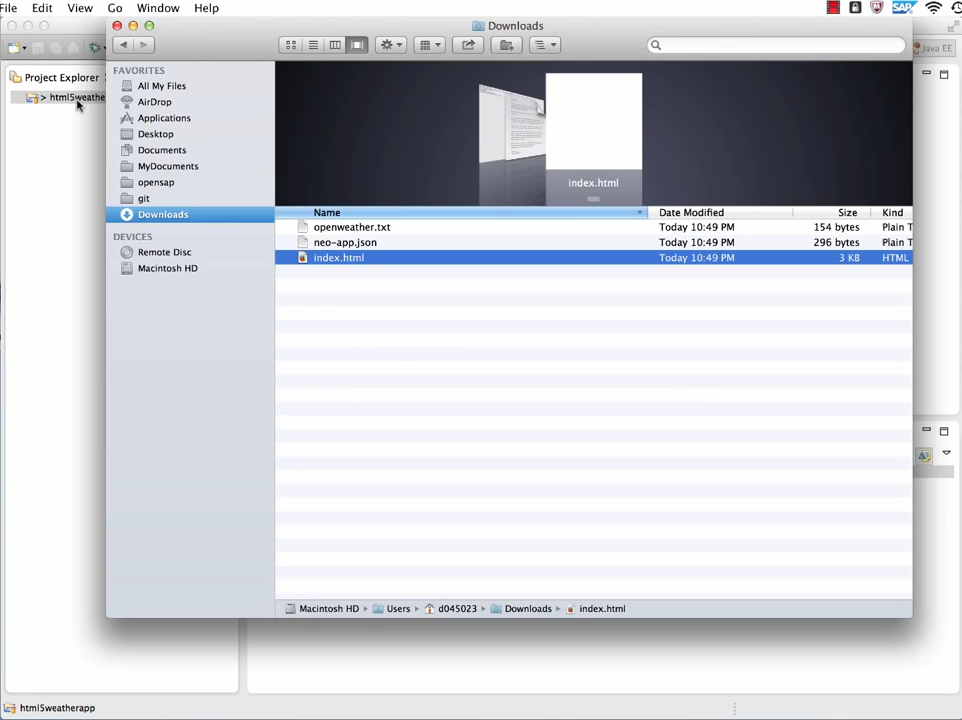 File Edit View Go Window Help
SAP
Downloads
Java EE
Project Explorer
> html5weathe
FAVORITES
All My Files
AirDrop
Applications
Desktop
Documents
MyDocuments
opensap
git
Downloads
DEVICES
Remote Disc
Macintosh HD
index.html
Name Date Modified Size Kind
openweather.txt Today 10:49 PM 154 bytes Plain T
neo-app.json Today 10:49 PM 296 bytes Plain T
index.html Today 10:49 PM 3 KB HTML
Macintosh HD Users d045023 Downloads index.html
html5weatherapp